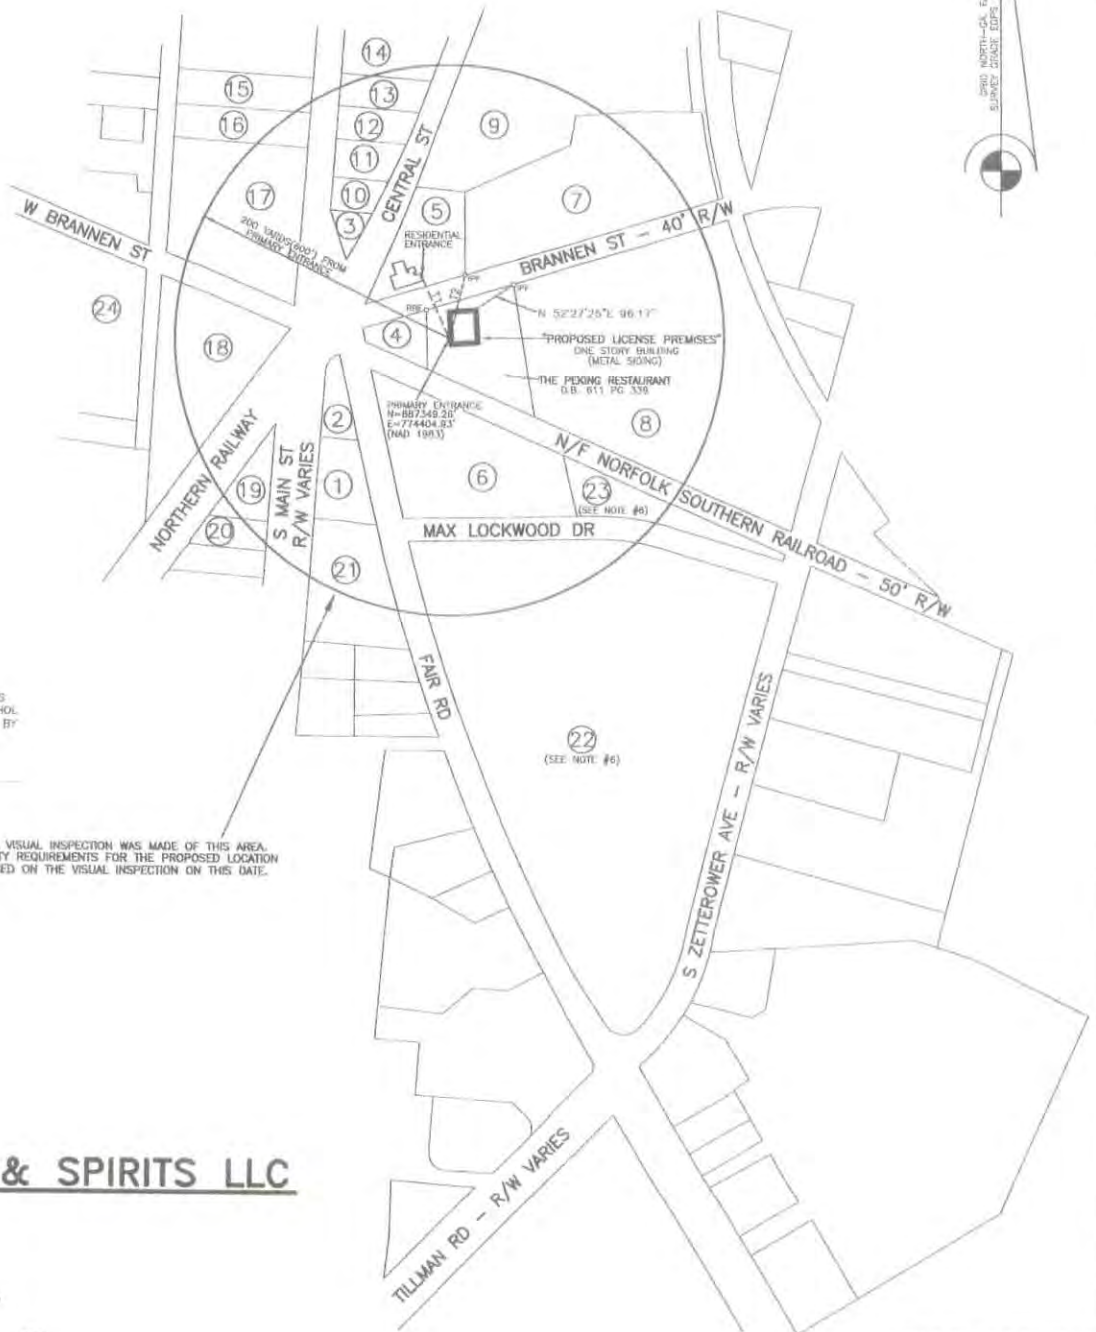 14
15
13
16
12
9
11
CENTRAL ST
17
10
5
7
3
W BRANNEN ST
200 YARDS(600') FROM
PRIMARY ENTRANCE
RESIDENTIAL
ENTRANCE
BRANNEN ST - 40' R/W
24
N 52°27'25"E 96.17'
18
4
"PROPOSED LICENSE PREMISES"
ONE STORY BUILDING
(METAL SIDING)
THE PEKING RESTAURANT
D.B. 611 PG 338
PRIMARY ENTRANCE
(NAD 1983)
2
8
NORTHERN RAILWAY
N/F NORFOLK SOUTHERN RAILROAD - 50' R/W
S MAIN ST
R/W VARIES
19
1
6
23
(SEE NOTE #6)
20
MAX LOCKWOOD DR
21
FAIR RD
22
(SEE NOTE #6)
S ZETTEROWER AVE - R/W VARIES
VISUAL INSPECTION WAS MADE OF THIS AREA.
TY REQUIREMENTS FOR THE PROPOSED LOCATION
ED ON THE VISUAL INSPECTION ON THIS DATE.
& SPIRITS LLC
TILLMAN RD - R/W VARIES